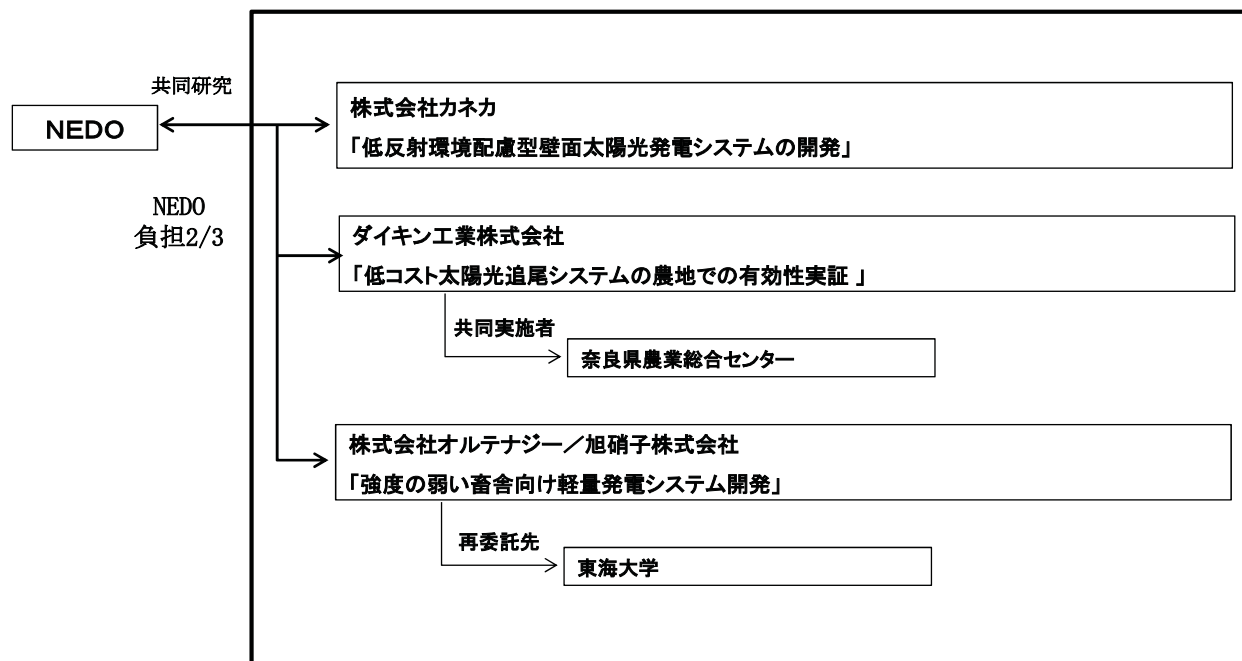 共同研究
NEDO
NEDO
負担2/3
株式会社カネカ
「低反射環境配慮型壁面太陽光発電システムの開発」
ダイキン工業株式会社
「低コスト太陽光追尾システムの農地での有効性実証 」
共同実施者
奈良県農業総合センター
株式会社オルテナジー／旭硝子株式会社
「強度の弱い畜舎向け軽量発電システム開発」
再委託先
東海大学